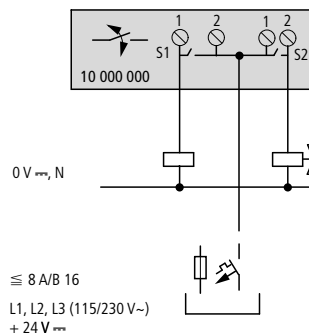 1 2 1 2
S1 S2
10 000 000
0 V ⎓, N
≦ 8 A/B 16
L1, L2, L3 (115/230 V~)
+ 24 V ⎓